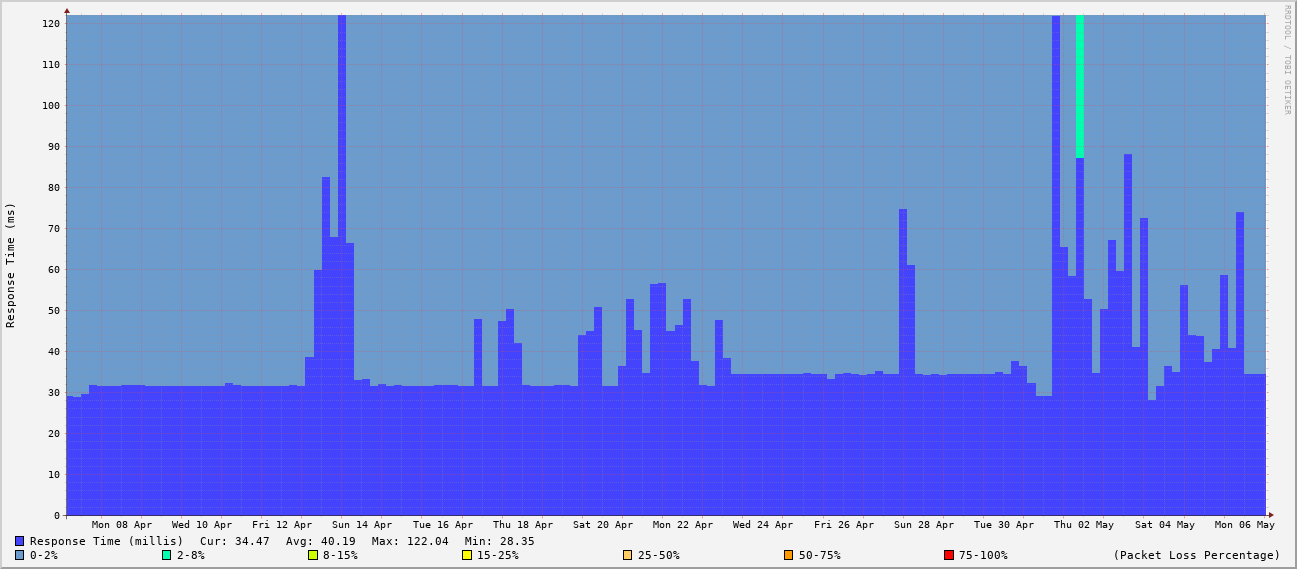 RRDTOOL / TOBI OETIKER
Response Time (ms)
120
110
100
90
80
70
60
50
40
30
20
10
0
Mon 08 Apr Wed 10 Apr Fri 12 Apr Sun 14 Apr Tue 16 Apr Thu 18 Apr Sat 20 Apr Mon 22 Apr Wed 24 Apr Fri 26 Apr Sun 28 Apr Tue 30 Apr Thu 02 May Sat 04 May Mon 06 May
Response Time (millis) Cur: 34.47 Avg: 40.19 Max: 122.04 Min: 28.35
0-2% 2-8% 8-15% 15-25% 25-50% 50-75% 75-100% (Packet Loss Percentage)